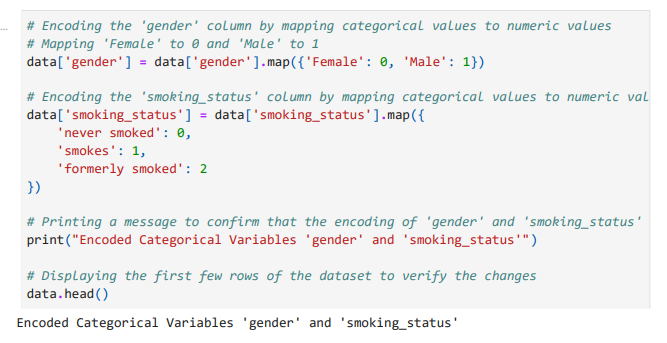 # Encoding the 'gender' column by mapping categorical values to numeric values
# Mapping 'Female' to 0 and 'Male' to 1
data['gender'] = data['gender'].map({'Female': 0, 'Male': 1})
# Encoding the 'smoking_status' column by mapping categorical values to numeric val
data['smoking_status'] = data['smoking_status'].map({
    'never smoked': 0,
    'smokes': 1,
    'formerly smoked': 2
})
# Printing a message to confirm that the encoding of 'gender' and 'smoking_status'
print("Encoded Categorical Variables 'gender' and 'smoking_status'")
# Displaying the first few rows of the dataset to verify the changes
data.head()
Encoded Categorical Variables 'gender' and 'smoking_status'